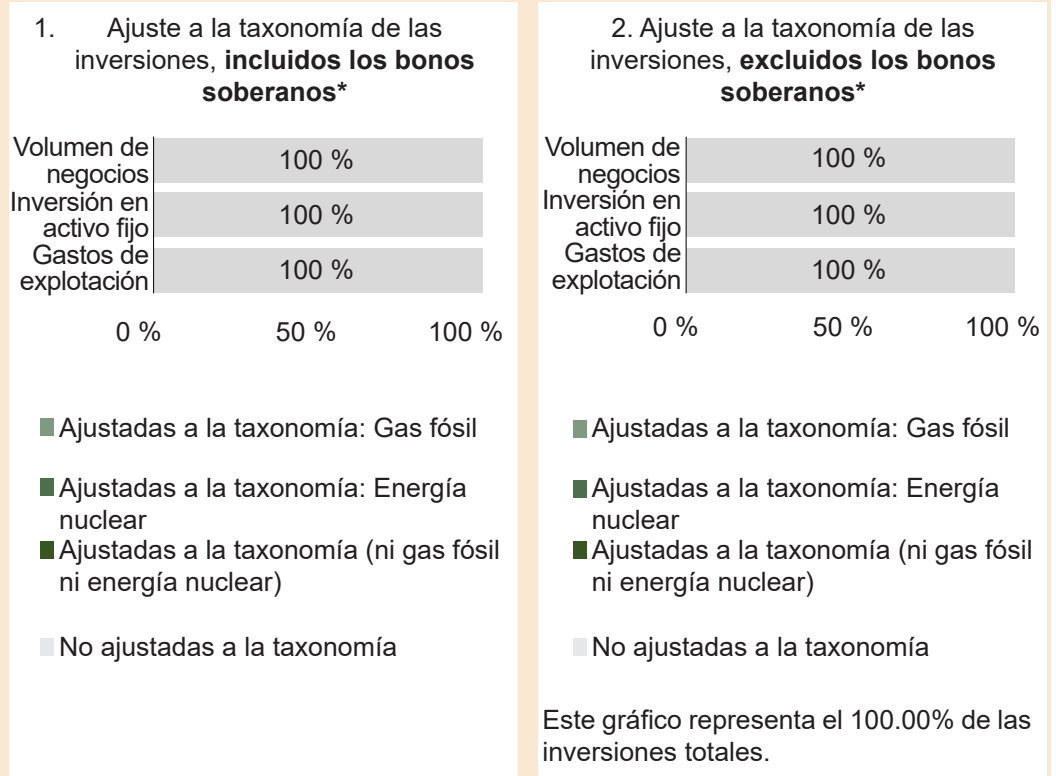 1. Ajuste a la taxonomía de las
inversiones, incluidos los bonos
soberanos*
Volumen de
negocios
100 %
Inversión en
activo fijo
100 %
Gastos de
explotación
100 %
0 % 50 % 100 %
Ajustadas a la taxonomía: Gas fósil
Ajustadas a la taxonomía: Energía
nuclear
Ajustadas a la taxonomía (ni gas fósil
ni energía nuclear)
No ajustadas a la taxonomía
2. Ajuste a la taxonomía de las
inversiones, excluidos los bonos
soberanos*
Volumen de
negocios
100 %
Inversión en
activo fijo
100 %
Gastos de
explotación
100 %
0 % 50 % 100 %
Ajustadas a la taxonomía: Gas fósil
Ajustadas a la taxonomía: Energía
nuclear
Ajustadas a la taxonomía (ni gas fósil
ni energía nuclear)
No ajustadas a la taxonomía
Este gráfico representa el 100.00% de las
inversiones totales.